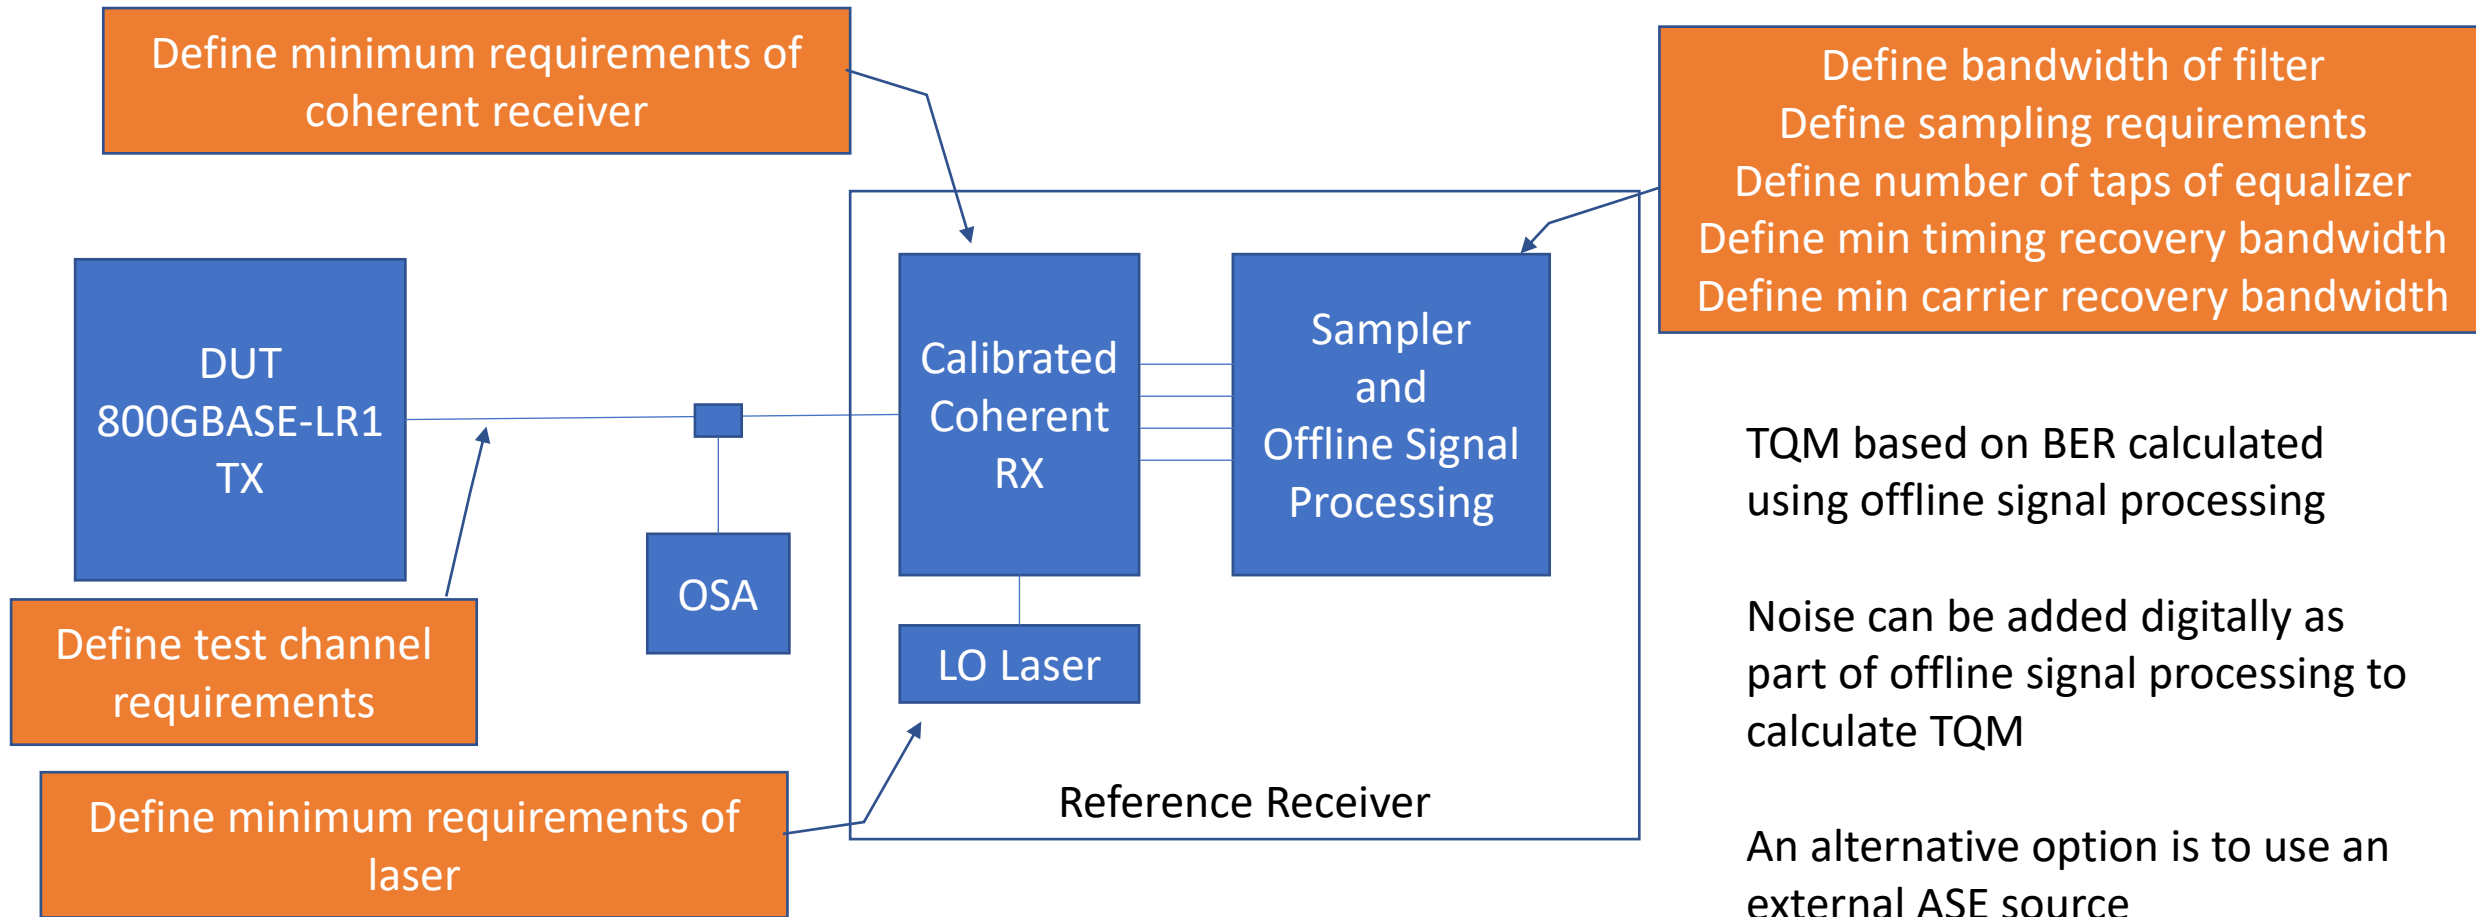 Define minimum requirements of
coherent receiver
Define bandwidth of filter
Define sampling requirements
Define number of taps of equalizer
Define min timing recovery bandwidth
Define min carrier recovery bandwidth
DUT
800GBASE-LR1
TX
Calibrated
Coherent
RX
Sampler
and
Offline Signal
Processing
OSA
LO Laser
Define test channel
requirements
Define minimum requirements of
laser
Reference Receiver
TQM based on BER calculated
using offline signal processing
Noise can be added digitally as
part of offline signal processing to
calculate TQM
An alternative option is to use an
external ASE source